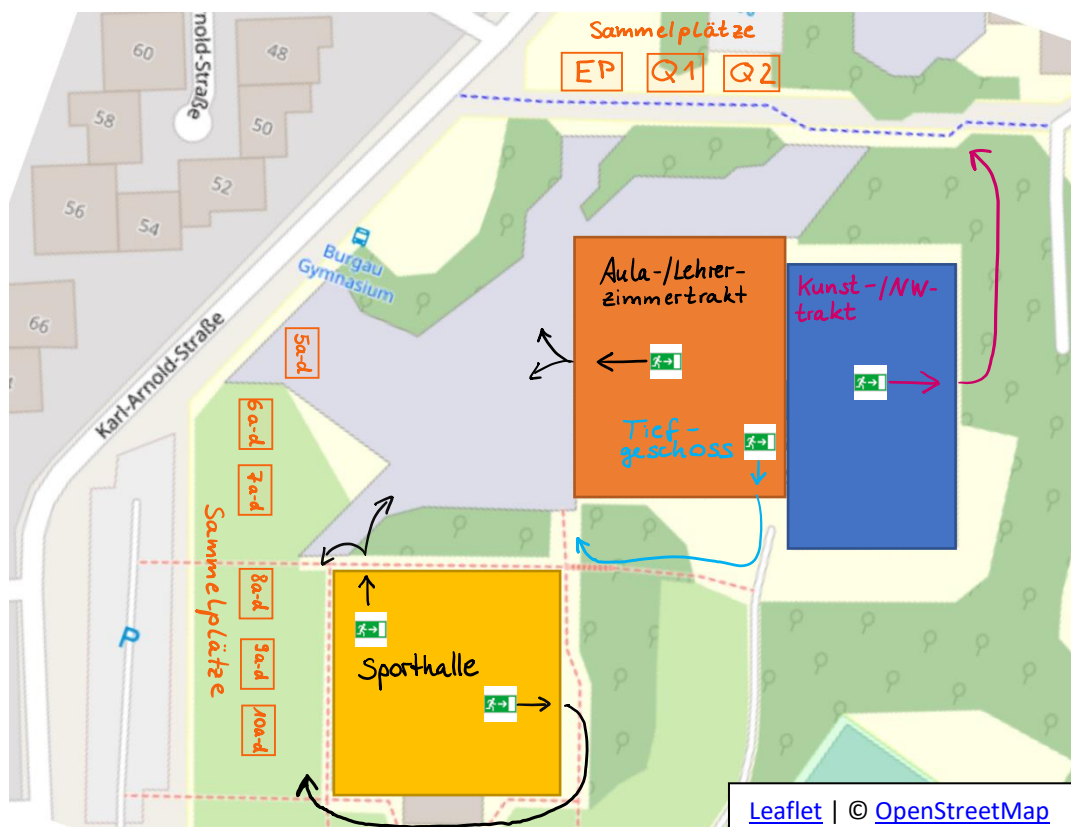 Sammelplätze
EP
Q1
Q2
60
48
58
50
56
54
52
66
Karl-Arnold-Straße
nold-Straße
Burgau
Gymnasium
Aula-/Lehrer-
zimmertrakt
Kunst-/NW-
trakt
Tief-
geschoss
5a-d
6a-d
7a-d
Sammelplätze
8a-d
9a-d
10a-d
P
Sporthalle
Leaflet | © OpenStreetMap